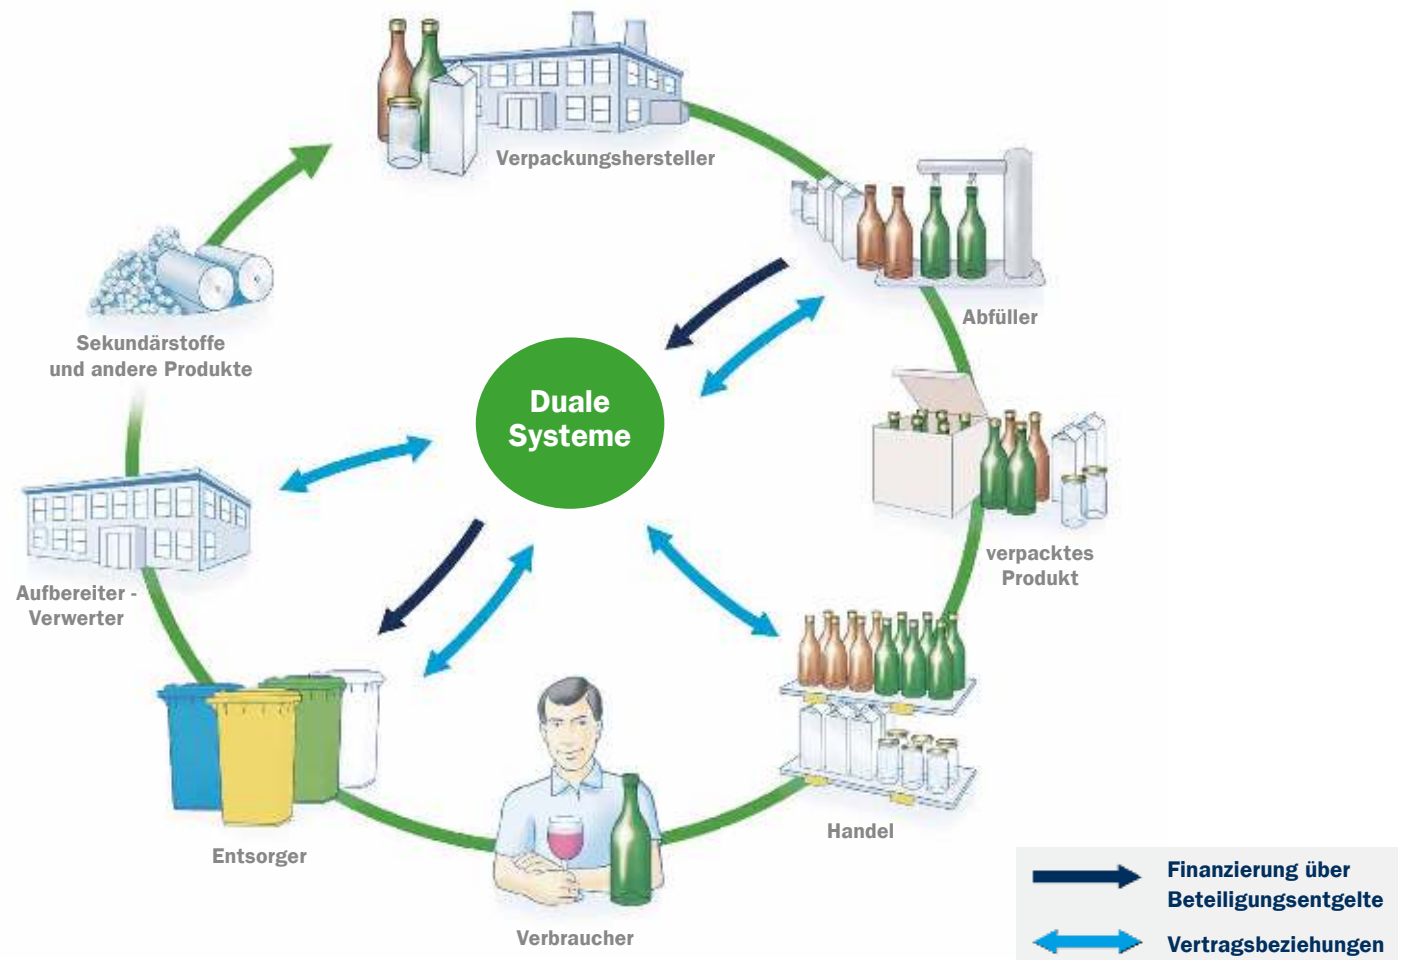 Verpackungshersteller
Abfüller
Sekundärstoffe
und andere Produkte
Duale
Systeme
verpacktes
Produkt
Aufbereiter -
Verwerter
Handel
Entsorger
Verbraucher
Finanzierung über
Beteiligungsentgelte
Vertragsbeziehungen